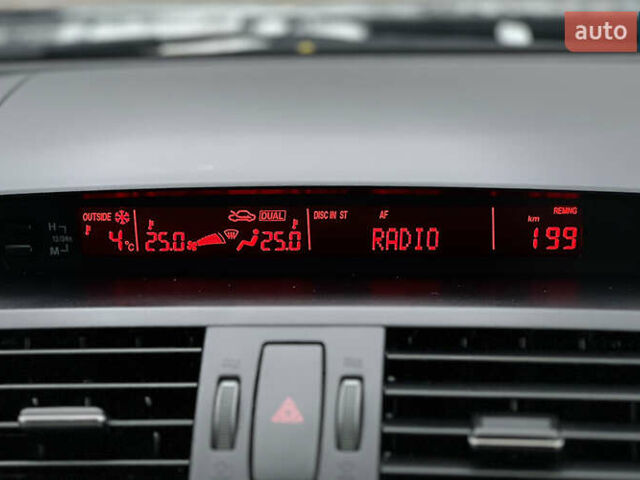 auto
OUTSIDE DUAL DISC IN ST AF REMNG
H
4°C 25.0 25.0 RADIO km 199
M